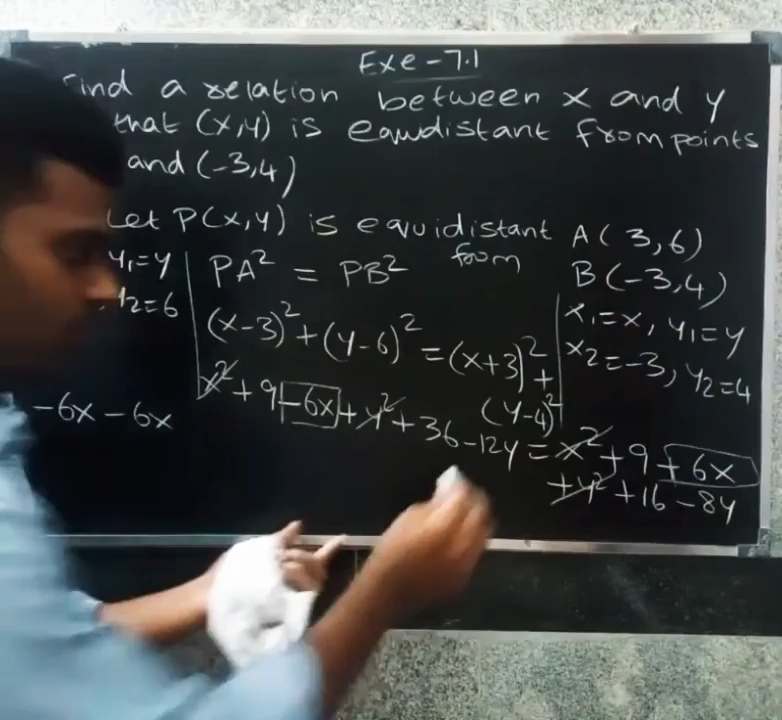 Exe-7.1
Find a relation between x and y
that (x,y) is equidistant from points
and (-3,4)
Let P(x,y) is equidistant from A(3,6)
B(-3,4)
y₁=y
y₂=6
-6x-6x
PA² = PB²
(x-3)²+(y-6)²=(x+3)²+(y-4)²
x²+9-6x+y²+36-12y=x²+9+6x
+y²+16-8y
x₁=x, y₁=y
x₂=-3, y₂=4